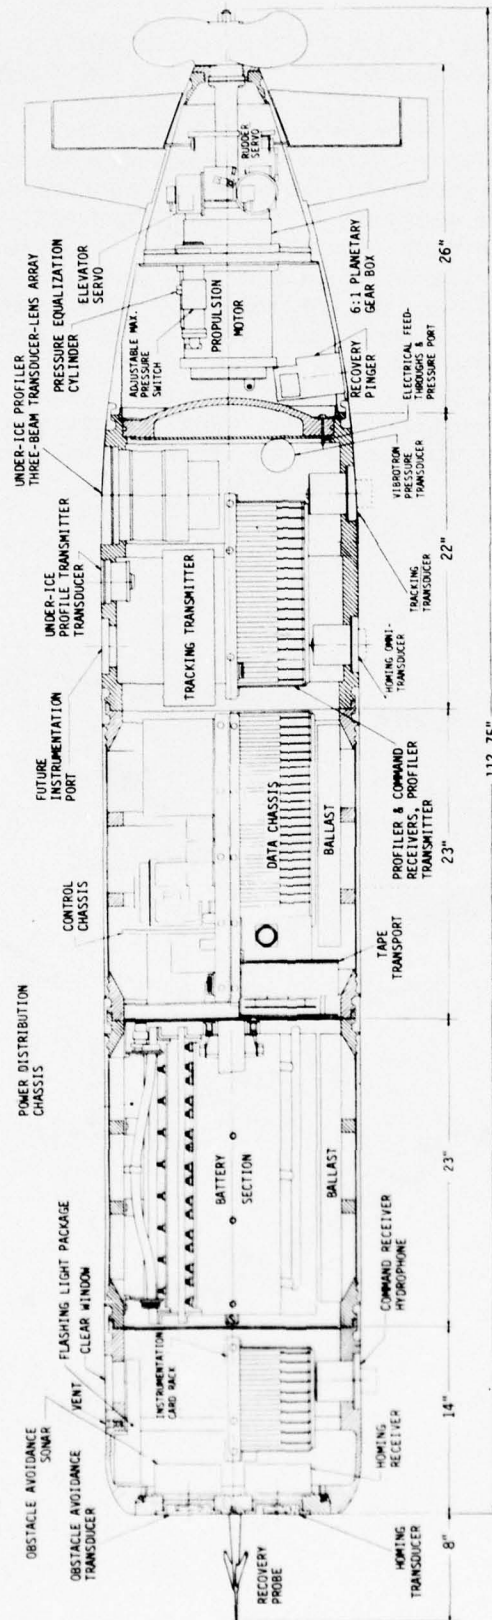 RUDDER
SERVO
ELEVATOR
SERVO
PRESSURE EQUALIZATION
CYLINDER
ADJUSTABLE MAX.
PRESSURE
SWITCH
PROPULSION
MOTOR
6:1 PLANETARY
GEAR BOX
RECOVERY
PINGER
ELECTRICAL FEED-
THROUGHS &
PRESSURE PORT
26"
UNDER-ICE PROFILER
THREE-BEAM TRANSDUCER-LENS ARRAY
UNDER-ICE
PROFILE TRANSMITTER
TRANSDUCER
TRACKING TRANSMITTER
VIBROTRON
PRESSURE
TRANSDUCER
TRACKING
TRANSDUCER
HOMING OMNI-
TRANSDUCER
22"
FUTURE
INSTRUMENTATION
PORT
CONTROL
CHASSIS
DATA CHASSIS
BALLAST
PROFILER & COMMAND
RECEIVERS, PROFILER
TRANSMITTER
TAPE
TRANSPORT
23"
112.75"
POWER DISTRIBUTION
CHASSIS
BATTERY
SECTION
BALLAST
23"
FLASHING LIGHT PACKAGE
CLEAR WINDOW
VENT
OBSTACLE AVOIDANCE
SONAR
OBSTACLE AVOIDANCE
TRANSDUCER
INSTRUMENTATION
CARD RACK
COMMAND RECEIVER
HYDROPHONE
HOMING
RECEIVER
14"
RECOVERY
PROBE
HOMING
TRANSDUCER
8"